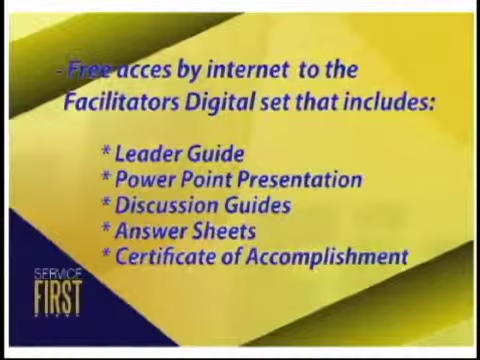 - Free acces by internet to the
Facilitators Digital set that includes:
* Leader Guide
* Power Point Presentation
* Discussion Guides
* Answer Sheets
* Certificate of Accomplishment
SERVICE
FIRST